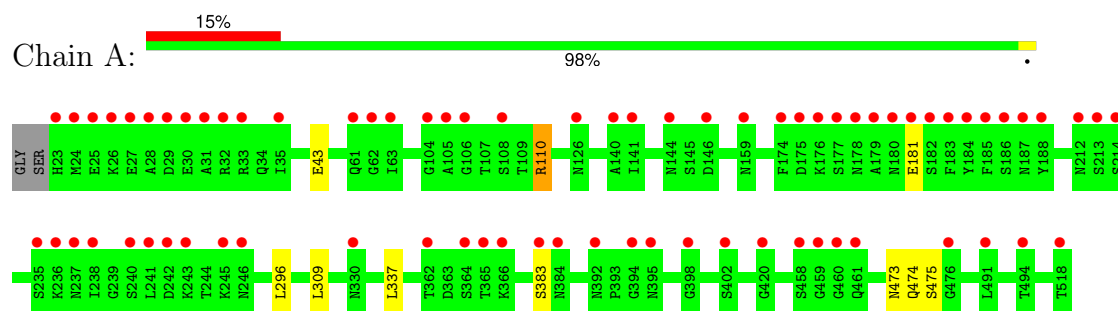 15%
Chain A:
98%
•
GLY SER H23 M24 E25 K26 E27 A28 D29 E30 A31 R32 R33 Q34 I35 E43 Q61 G62 I63 G104 A105 G106 T107 S108 T109 R110 N126 A140 I141 N144 S145 D146 N159 F174 D175 K176 S177 N178 A179 N180 E181 S182 F183 Y184 F185 S186 N187 Y188 N212 S213 S214
S235 K236 N237 I238 G239 S240 L241 D242 K243 T244 K245 N246 L296 L309 N330 L337 T362 D363 S364 T365 K366 S383 N384 N392 P393 G394 N395 G398 S402 G420 S458 G459 G460 Q461 N473 Q474 S475 G476 L491 T494 T518